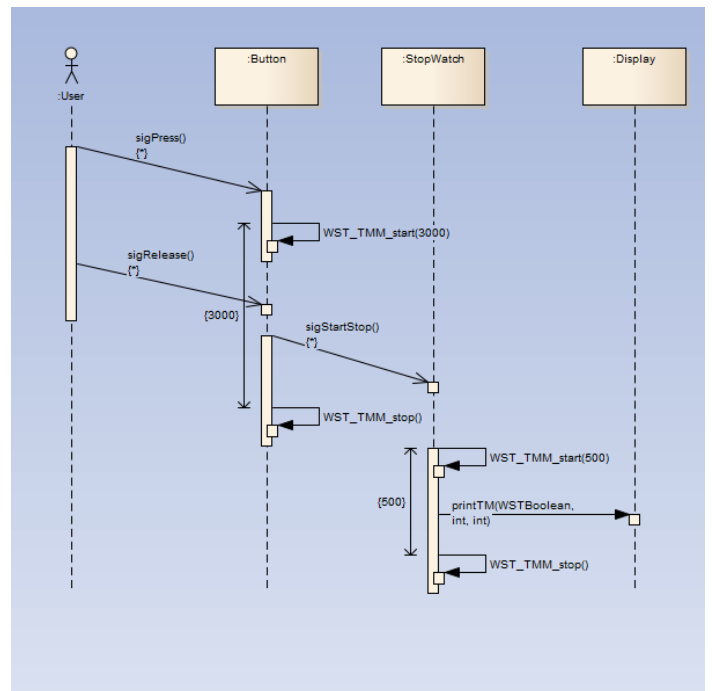 :Button
:StopWatch
:Display
:User
sigPress()
{*}
WST_TMM_start(3000)
sigRelease()
{*}
{3000}
sigStartStop()
{*}
WST_TMM_stop()
WST_TMM_start(500)
{500}
printTM(WSTBoolean,
int, int)
WST_TMM_stop()